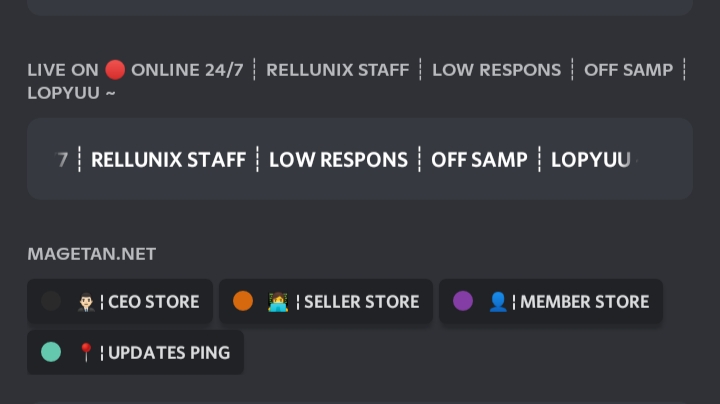 LIVE ON 🔴 ONLINE 24/7 ┊ RELLUNIX STAFF ┊ LOW RESPONS ┊ OFF SAMP ┊
LOPYUU ~
7 ┊ RELLUNIX STAFF ┊ LOW RESPONS ┊ OFF SAMP ┊ LOPYUU
MAGETAN.NET
🤵🏻‍♂️ ¦ CEO STORE 👩‍💻 ¦ SELLER STORE 👤 ¦ MEMBER STORE
📍 ¦ UPDATES PING